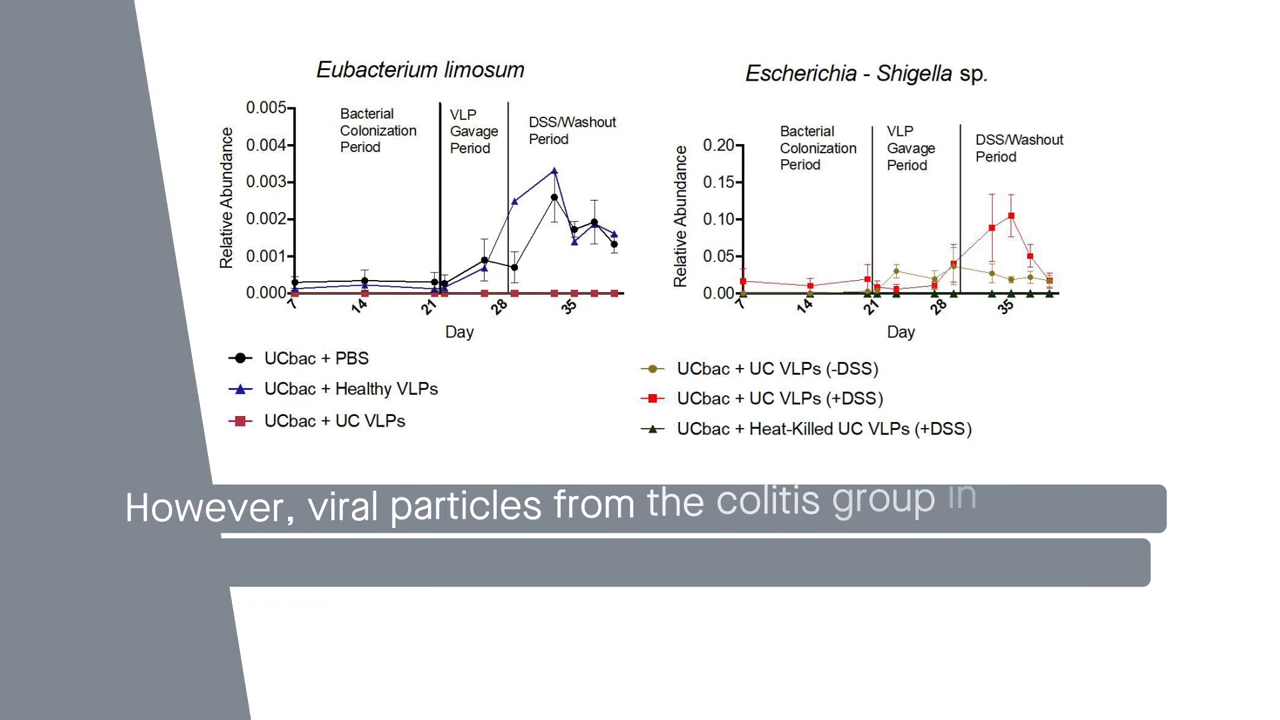 Eubacterium limosum
Relative Abundance
0.005
0.004
0.003
0.002
0.001
0.000
Bacterial
Colonization
Period
VLP
Gavage
Period
DSS/Washout
Period
7
14
21
28
35
Day
UCbac + PBS
UCbac + Healthy VLPs
UCbac + UC VLPs
Escherichia - Shigella sp.
Relative Abundance
0.20
0.15
0.10
0.05
0.00
Bacterial
Colonization
Period
VLP
Gavage
Period
DSS/Washout
Period
7
14
21
28
35
Day
UCbac + UC VLPs (-DSS)
UCbac + UC VLPs (+DSS)
UCbac + Heat-Killed UC VLPs (+DSS)
However, viral particles from the colitis group in